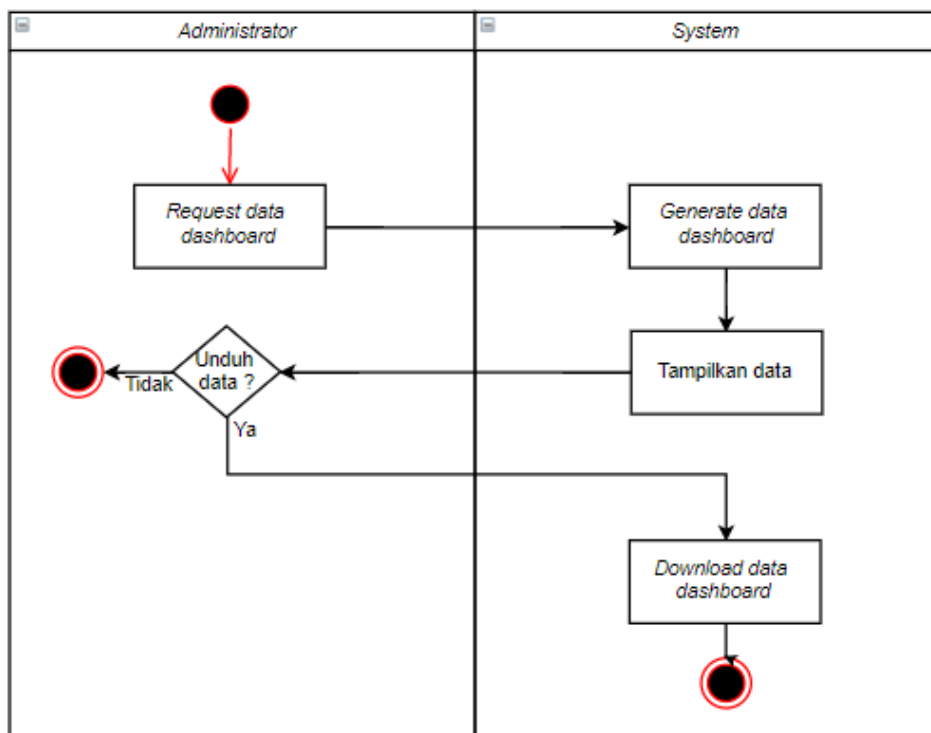 Administrator
System
Request data
dashboard
Generate data
dashboard
Unduh
data ?
Tidak
Ya
Tampilkan data
Download data
dashboard